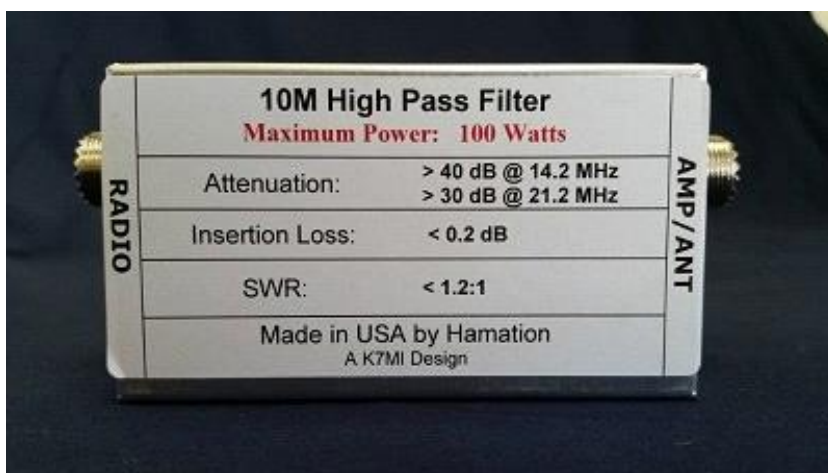 10M High Pass Filter
Maximum Power: 100 Watts
RADIO
Attenuation: > 40 dB @ 14.2 MHz
> 30 dB @ 21.2 MHz
Insertion Loss: < 0.2 dB
SWR: < 1.2:1
AMP/ANT
Made in USA by Hamation
A K7MI Design